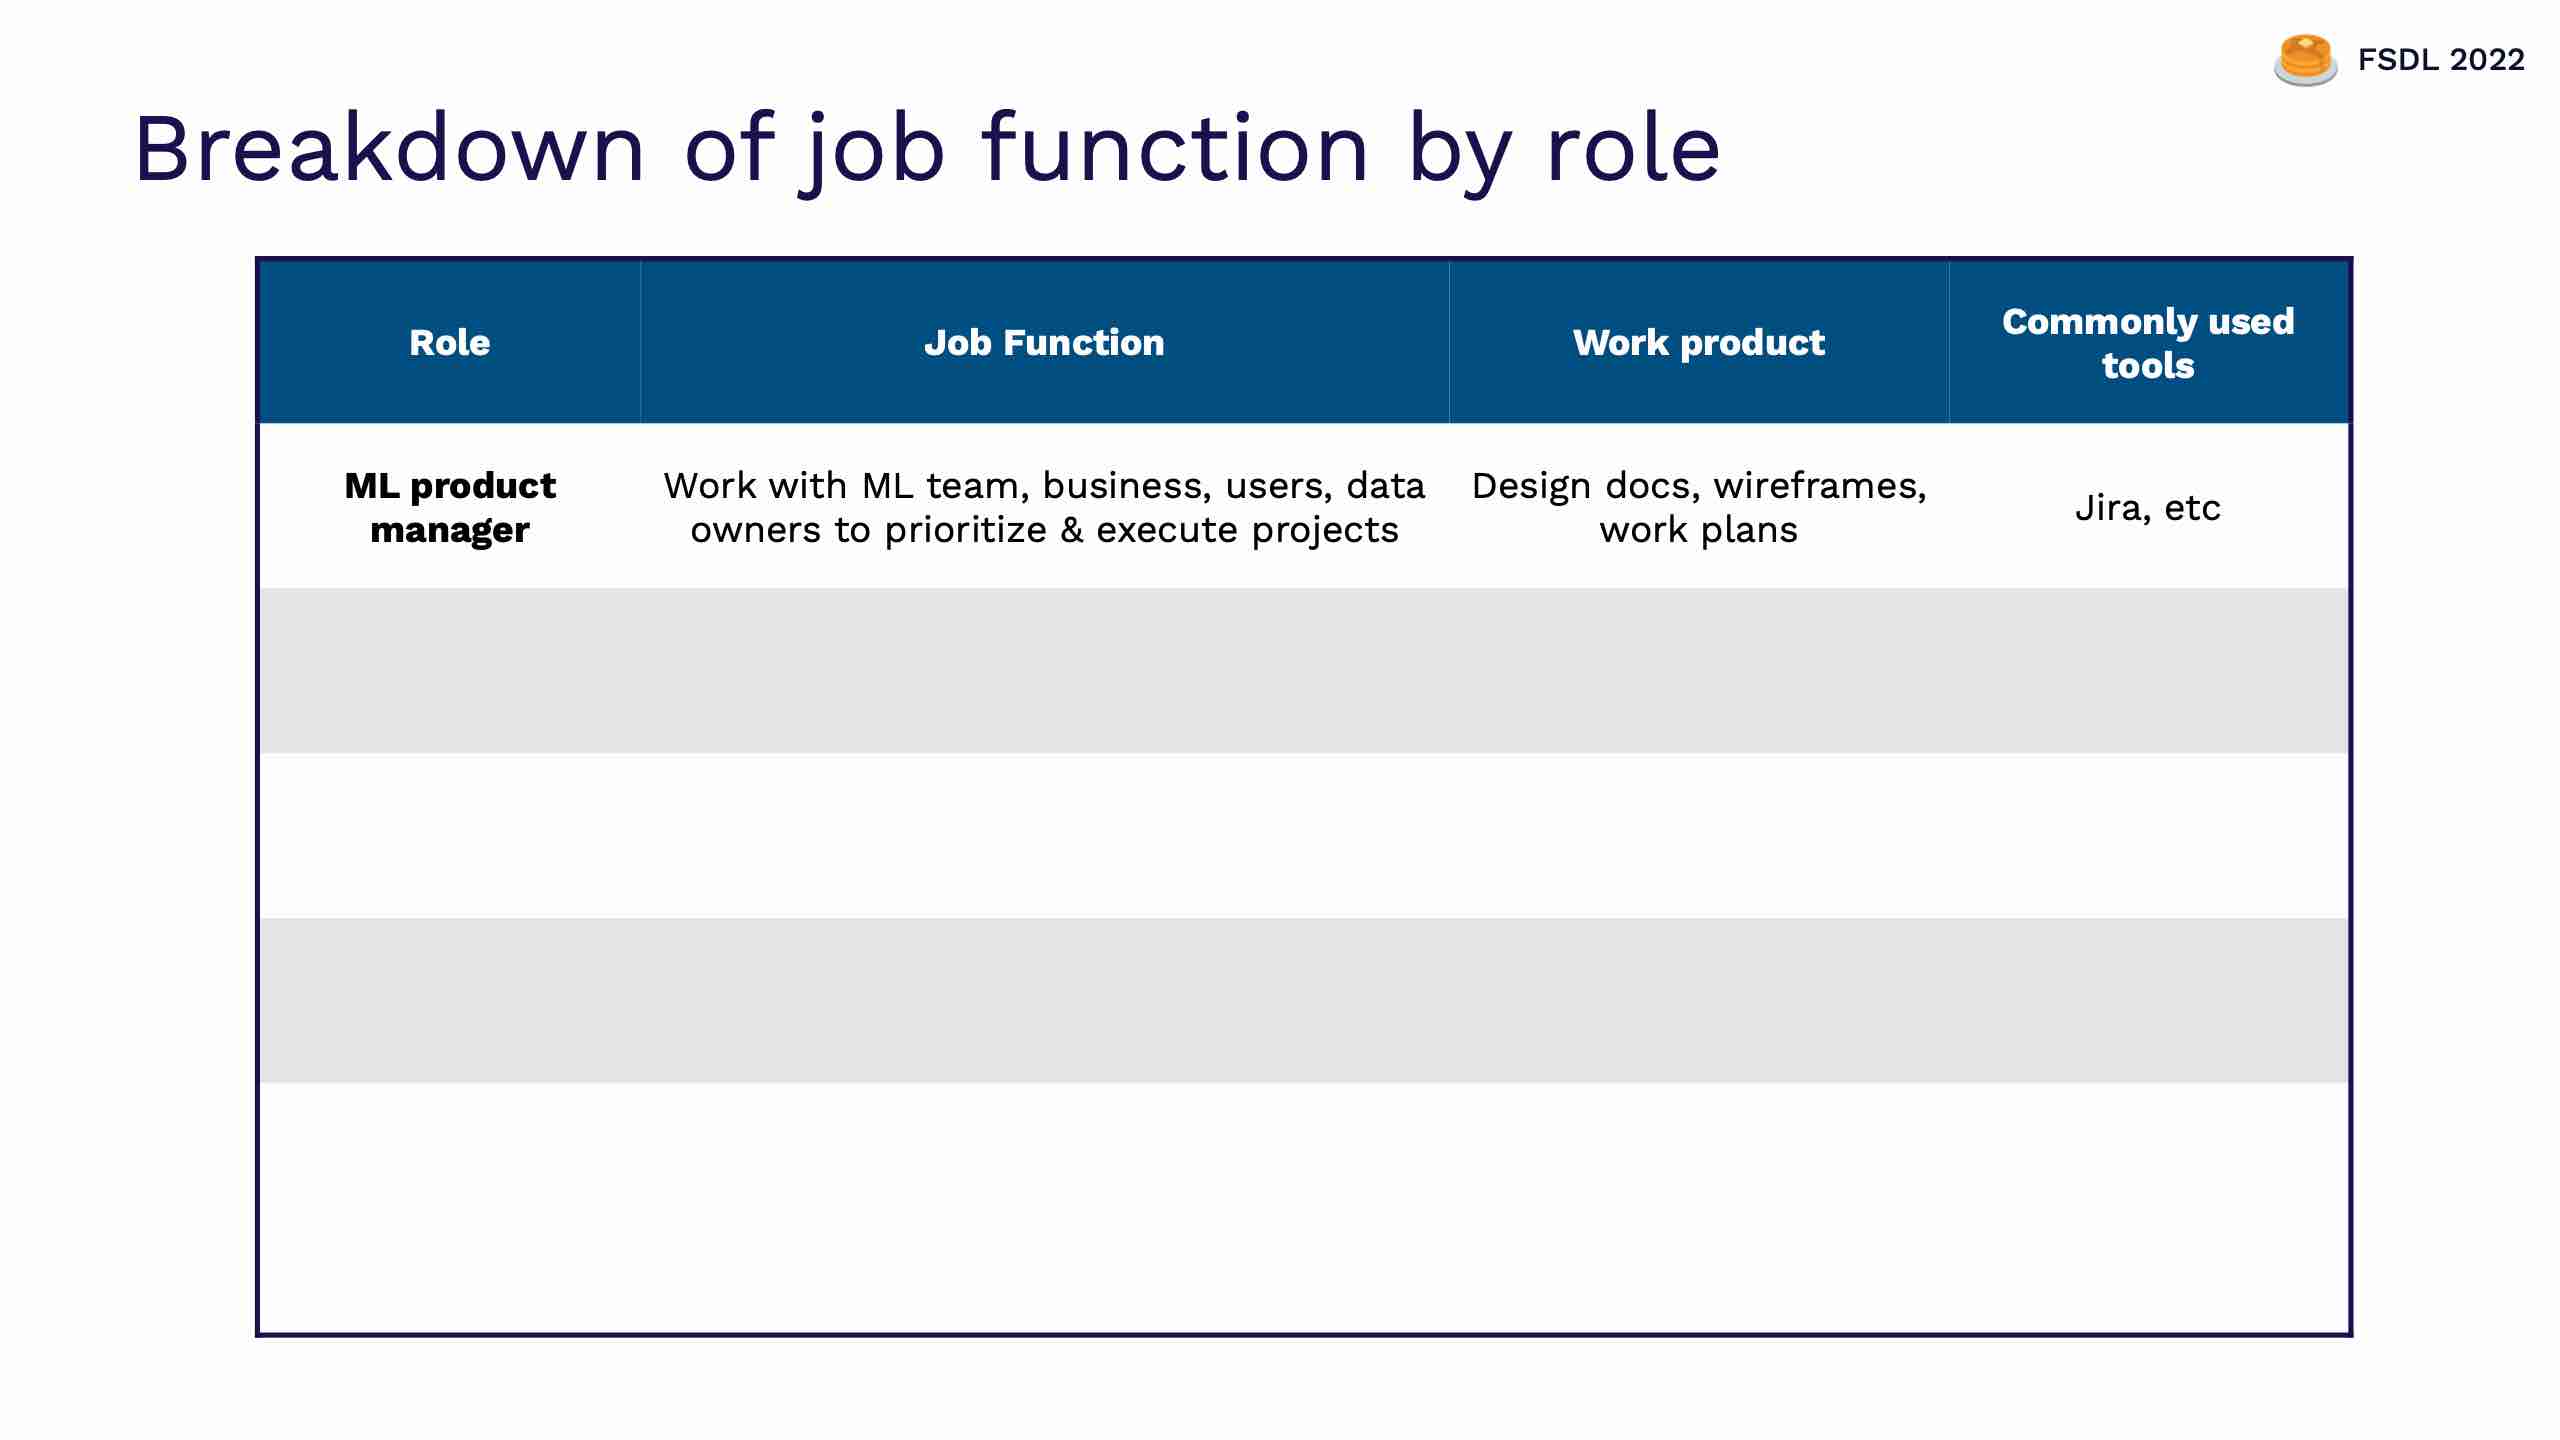 FSDL 2022
Breakdown of job function by role
Role
Job Function
Work product
Commonly used
tools
ML product
manager
Work with ML team, business, users, data
owners to prioritize & execute projects
Design docs, wireframes,
work plans
Jira, etc